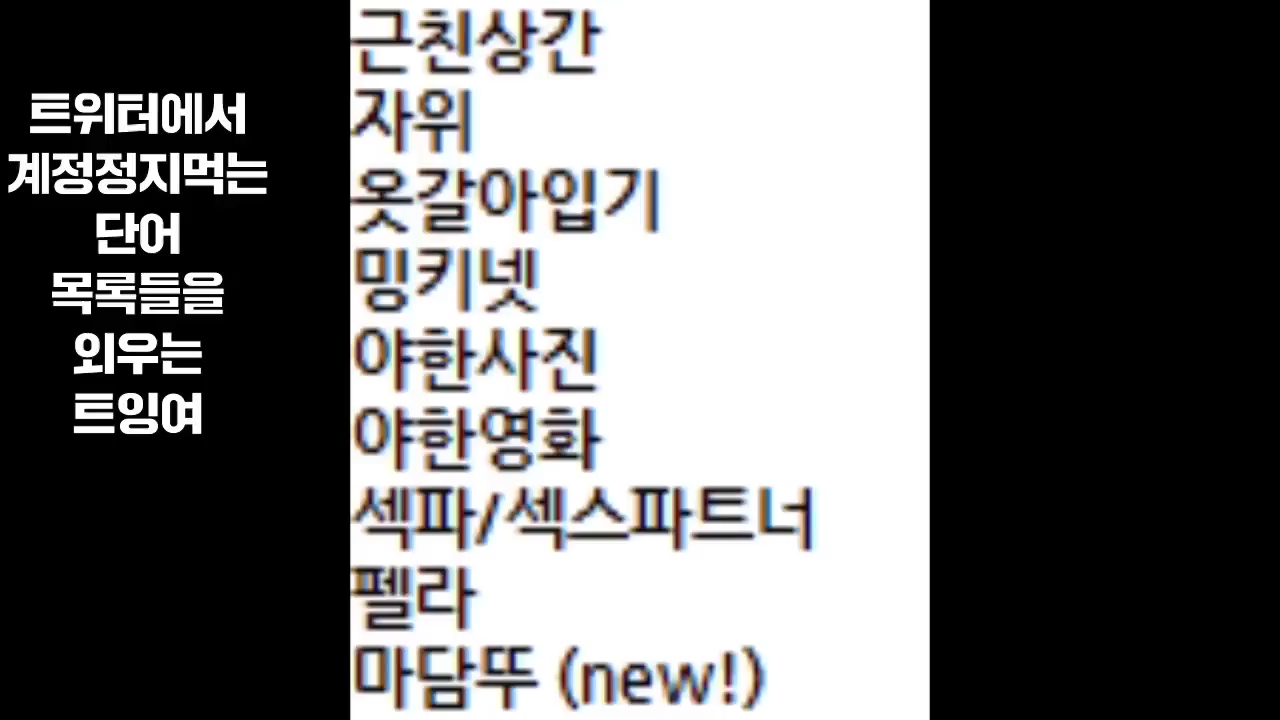 트위터에서
계정정지먹는
단어
목록들을
외우는
트잉여
근친상간
자위
옷갈아입기
밍키넷
야한사진
야한영화
섹파/섹스파트너
펠라
마담뚜 (new!)